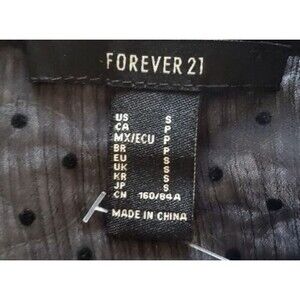 FOREVER 21
US S
CA P
MX/ECU P
BR P
EU S
UK S
KR S
JP S
CN 160/84A
MADE IN CHINA